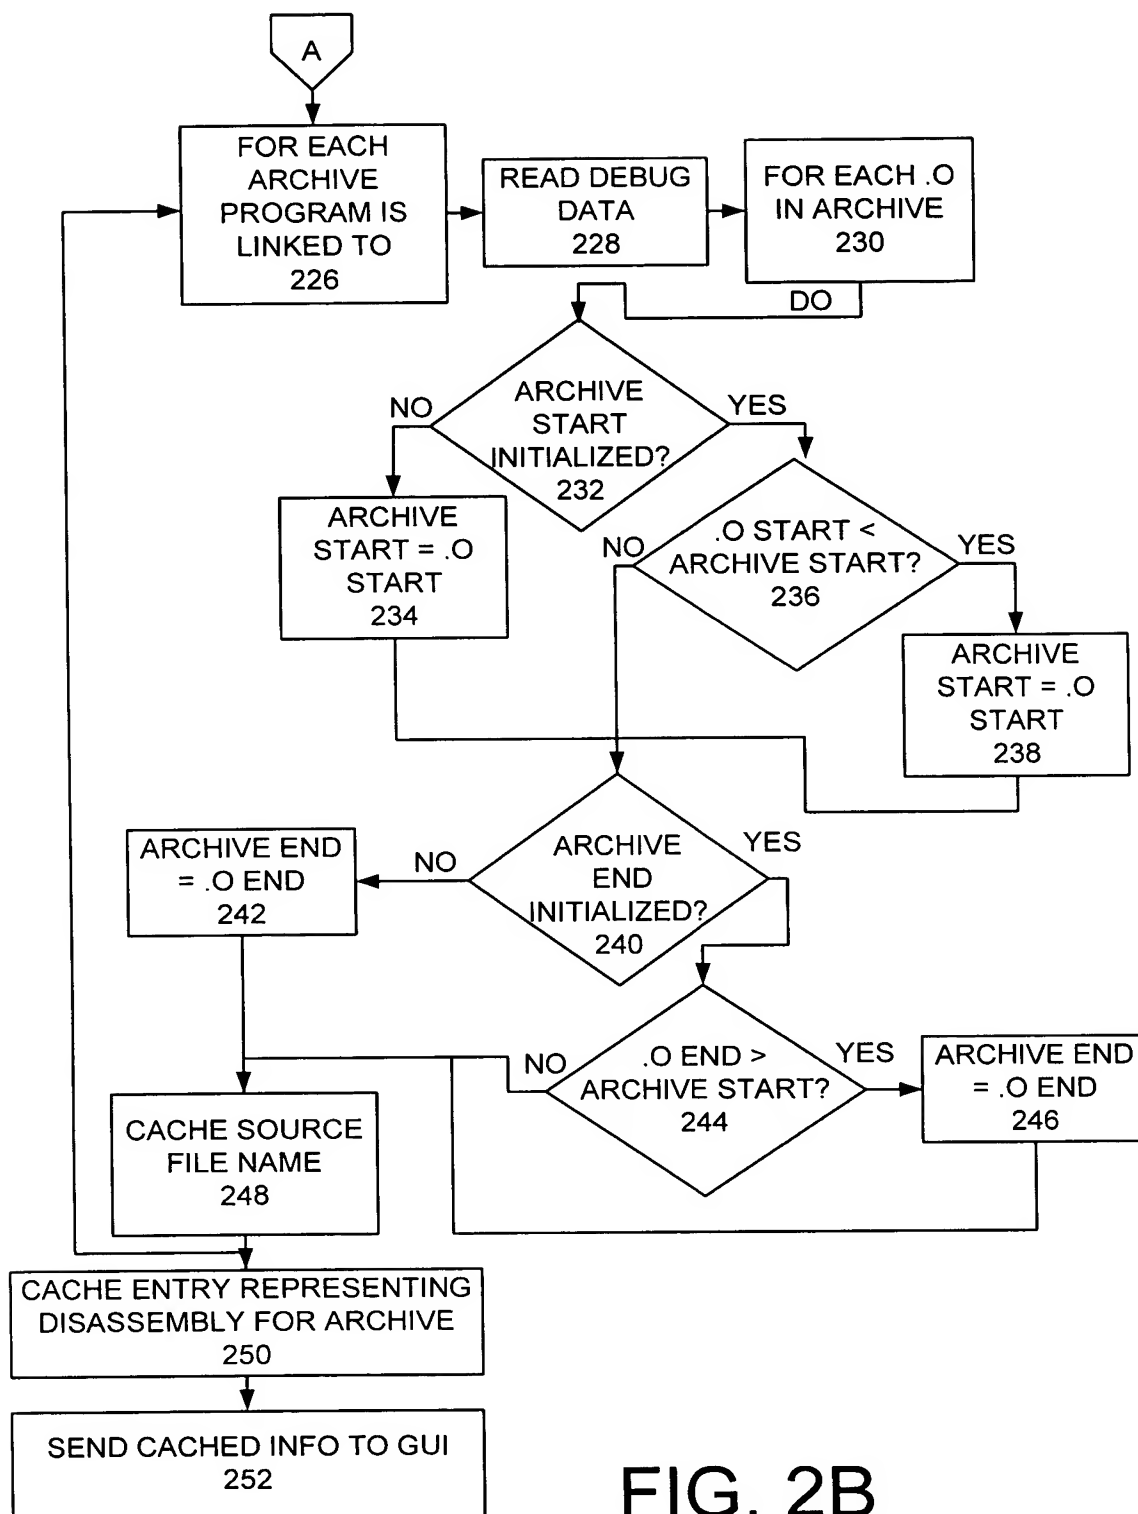 A
FOR EACH
ARCHIVE
PROGRAM IS
LINKED TO
226
READ DEBUG
DATA
228
FOR EACH .O
IN ARCHIVE
230
DO
ARCHIVE
START
INITIALIZED?
232
NO
YES
ARCHIVE
START = .O
START
234
.O START <
ARCHIVE START?
236
NO
YES
ARCHIVE
START = .O
START
238
ARCHIVE
END
INITIALIZED?
240
NO
YES
ARCHIVE END
= .O END
242
.O END >
ARCHIVE START?
244
NO
YES
ARCHIVE END
= .O END
246
CACHE SOURCE
FILE NAME
248
CACHE ENTRY REPRESENTING
DISASSEMBLY FOR ARCHIVE
250
SEND CACHED INFO TO GUI
252
FIG. 2B